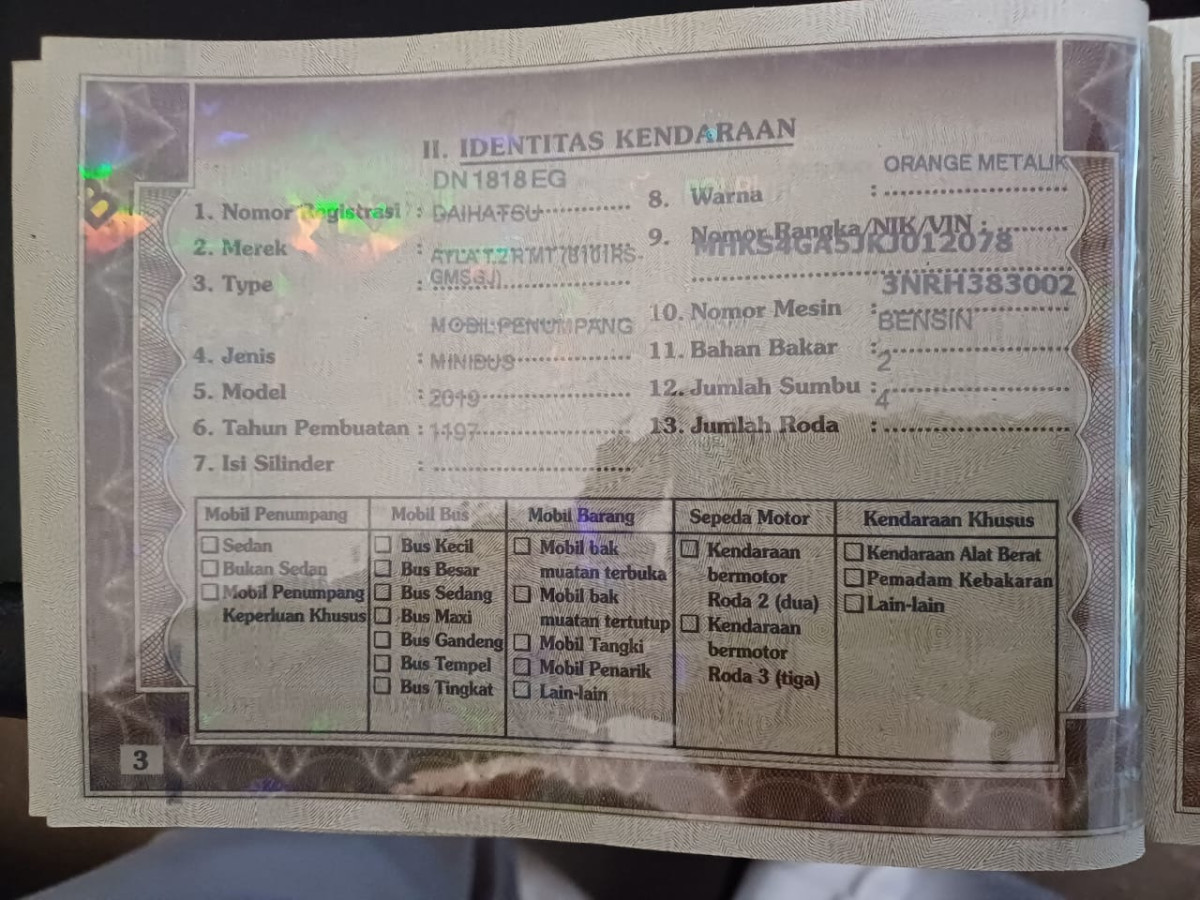 II. IDENTITAS KENDARAAN
DN 1818 EG
1. Nomor Registrasi : DAIHATSU
2. Merek :
3. Type : GMSGJ)
MOBIL PENUMPANG
4. Jenis : MINIBUS
5. Model : 2019
6. Tahun Pembuatan : 1497
7. Isi Silinder :
ORANGE METALIK
8. Warna :
9. Nomor Rangka/NIK/VIN :
MHKS4GA5JKJ012078
3NRH383002
10. Nomor Mesin :
BENSIN
11. Bahan Bakar : 2
12. Jumlah Sumbu : 4
13. Jumlah Roda :
Mobil Penumpang
Sedan
Bukan Sedan
Mobil Penumpang
Keperluan Khusus
Mobil Bus
Bus Kecil
Bus Besar
Bus Sedang
Bus Maxi
Bus Gandeng
Bus Tempel
Bus Tingkat
Mobil Barang
Mobil bak
muatan terbuka
Mobil bak
muatan tertutup
Mobil Tangki
Mobil Penarik
Lain-lain
Sepeda Motor
Kendaraan
bermotor
Roda 2 (dua)
Kendaraan
bermotor
Roda 3 (tiga)
Kendaraan Khusus
Kendaraan Alat Berat
Pemadam Kebakaran
Lain-lain
3